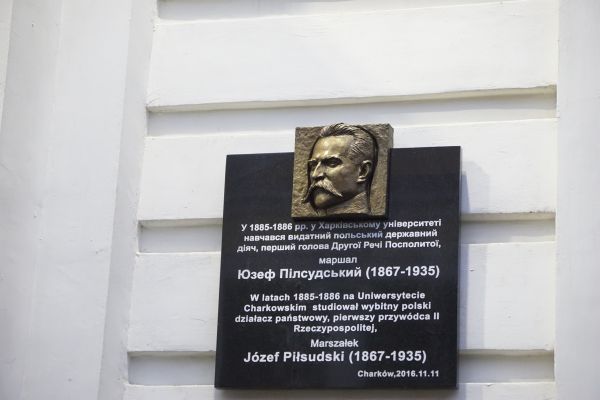 У 1885-1886 рр. у Харківському університеті
навчався видатний польський державний
діяч, перший голова Другої Речі Посполитої,
маршал
Юзеф Пілсудський (1867-1935)
W latach 1885-1886 na Uniwersytecie
Charkowskim studiował wybitny polski
działacz państwowy, pierwszy przywódca II
Rzeczypospolitej,
Marszałek
Józef Piłsudski (1867-1935)
Charków,2016.11.11